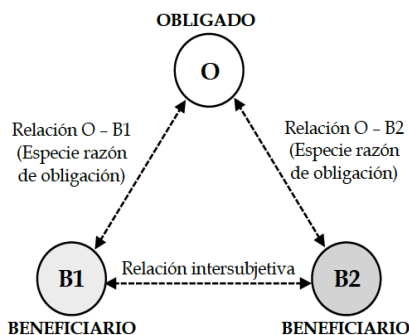 OBLIGADO
O
Relación O – B1
(Especie razón
de obligación)
Relación O – B2
(Especie razón
de obligación)
B1
Relación intersubjetiva
B2
BENEFICIARIO
BENEFICIARIO